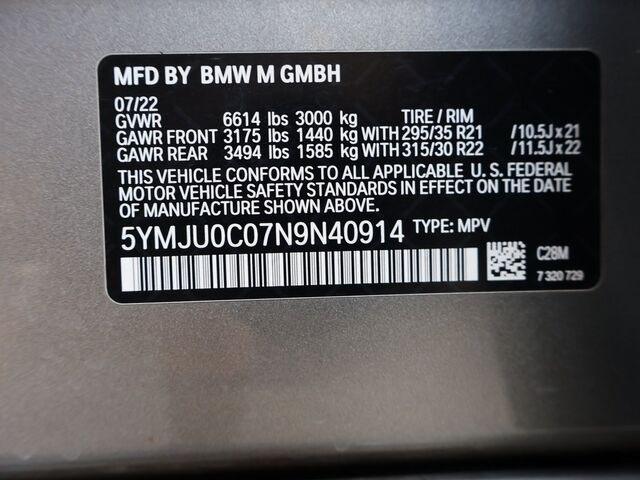 MFD BY BMW M GMBH
07/22
GVWR 6614 lbs 3000 kg TIRE / RIM
GAWR FRONT 3175 lbs 1440 kg WITH 295/35 R21 /10.5J x 21
GAWR REAR 3494 lbs 1585 kg WITH 315/30 R22 /11.5J x 22
THIS VEHICLE CONFORMS TO ALL APPLICABLE U.S. FEDERAL
MOTOR VEHICLE SAFETY STANDARDS IN EFFECT ON THE DATE
OF MANUFACTURE SHOWN ABOVE.
5YMJU0C07N9N40914 TYPE: MPV
C28M
7 320 729